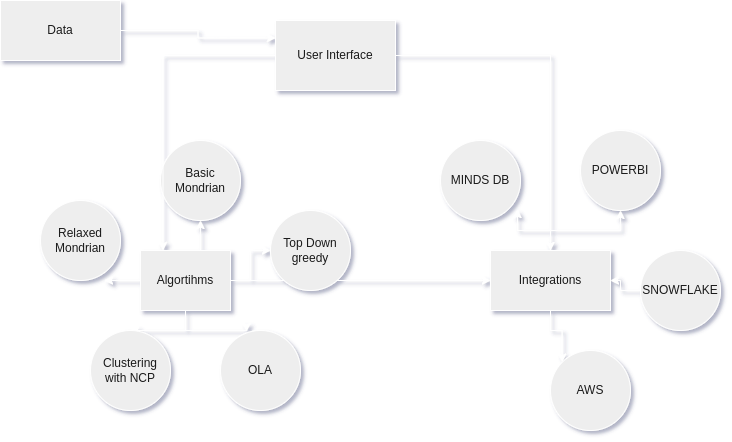 Data
User Interface
Basic
Mondrian
MINDS DB
POWERBI
Relaxed
Mondrian
Top Down
greedy
Algortihms
Integrations
SNOWFLAKE
Clustering
with NCP
OLA
AWS